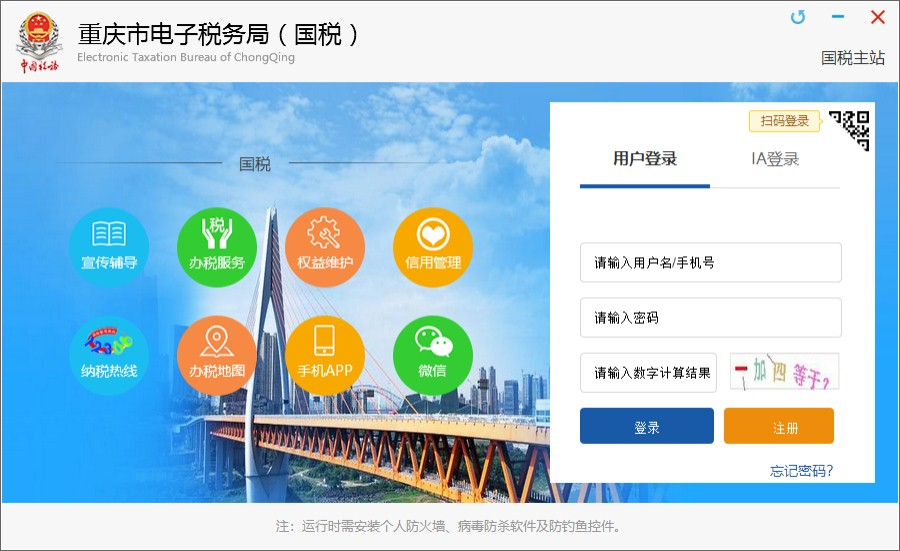 重庆市电子税务局（国税）
Electronic Taxation Bureau of ChongQing
中国税务
国税主站
扫码登录
用户登录
IA登录
国税
宣传辅导
税
办税服务
权益维护
信用管理
12366
纳税热线
办税地图
手机APP
微信
请输入用户名/手机号
请输入密码
请输入数字计算结果
一加四等于?
登录
注册
忘记密码?
注：运行时需安装个人防火墙、病毒防杀软件及防钓鱼控件。